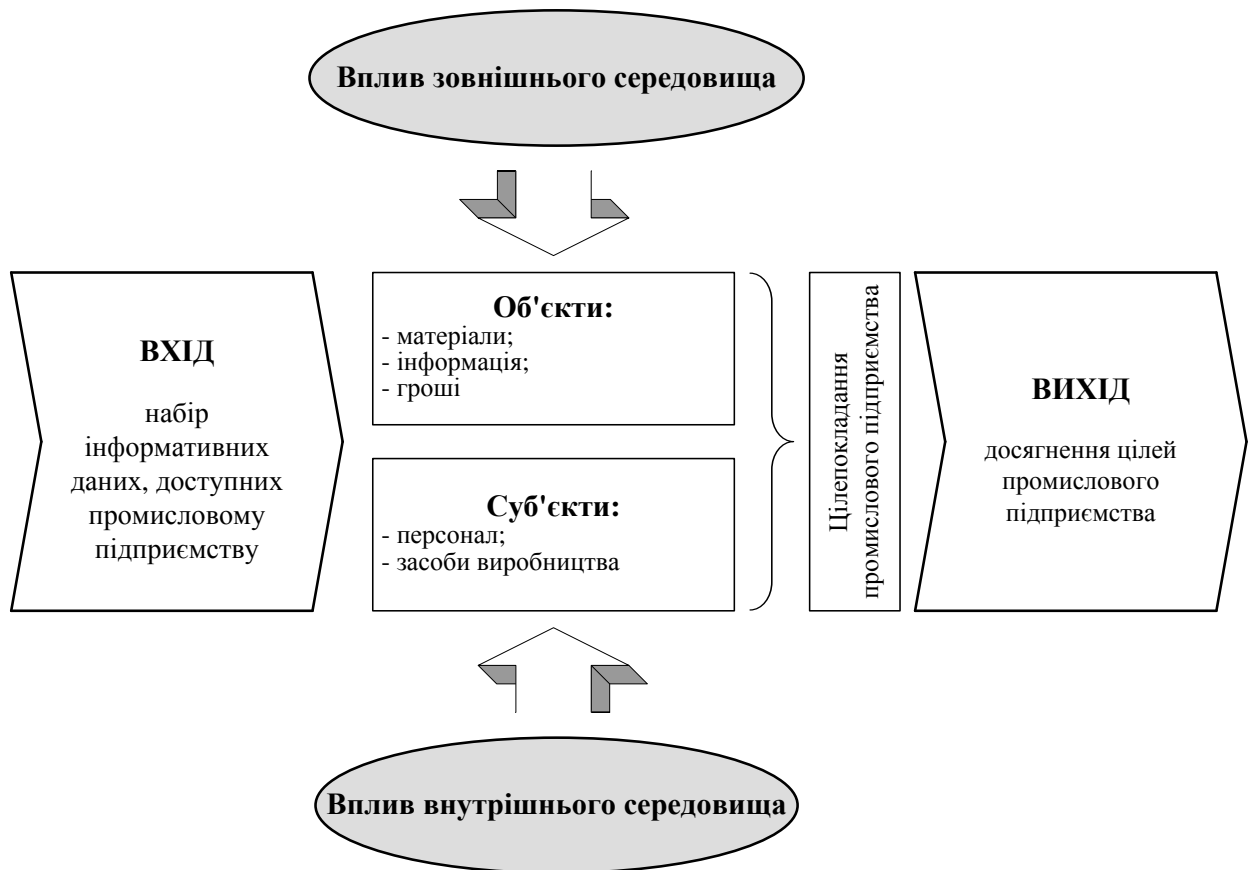 Вплив зовнішнього середовища
ВХІД
набір
інформативних
даних, доступних
промисловому
підприємству
Об'єкти:
- матеріали;
- інформація;
- гроші
Суб'єкти:
- персонал;
- засоби виробництва
Цілепокладання
промислового підприємства
ВИХІД
досягнення цілей
промислового
підприємства
Вплив внутрішнього середовища